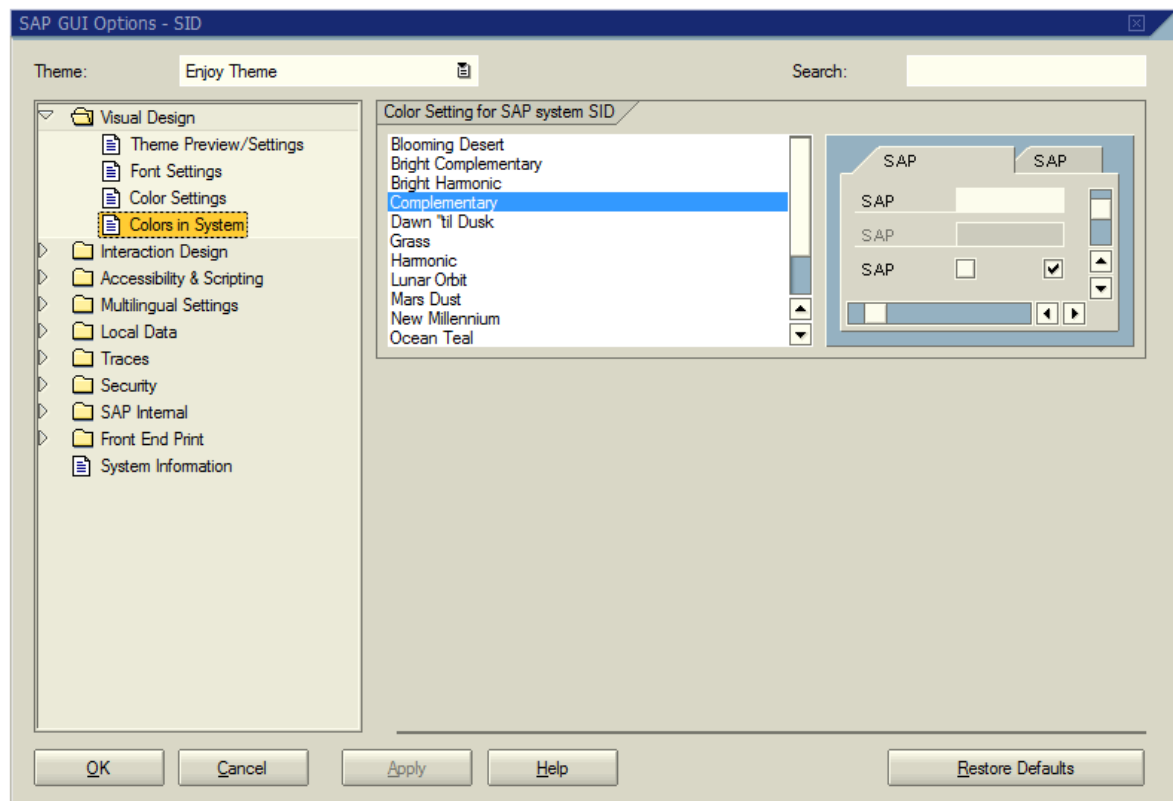 SAP GUI Options - SID
Theme: Enjoy Theme Search:
Visual Design
Theme Preview/Settings
Font Settings
Color Settings
Colors in System
Interaction Design
Accessibility & Scripting
Multilingual Settings
Local Data
Traces
Security
SAP Internal
Front End Print
System Information
Color Setting for SAP system SID
Blooming Desert
Bright Complementary
Bright Harmonic
Complementary
Dawn "til Dusk
Grass
Harmonic
Lunar Orbit
Mars Dust
New Millennium
Ocean Teal
SAP SAP
SAP
SAP
SAP
OK Cancel Apply Help Restore Defaults